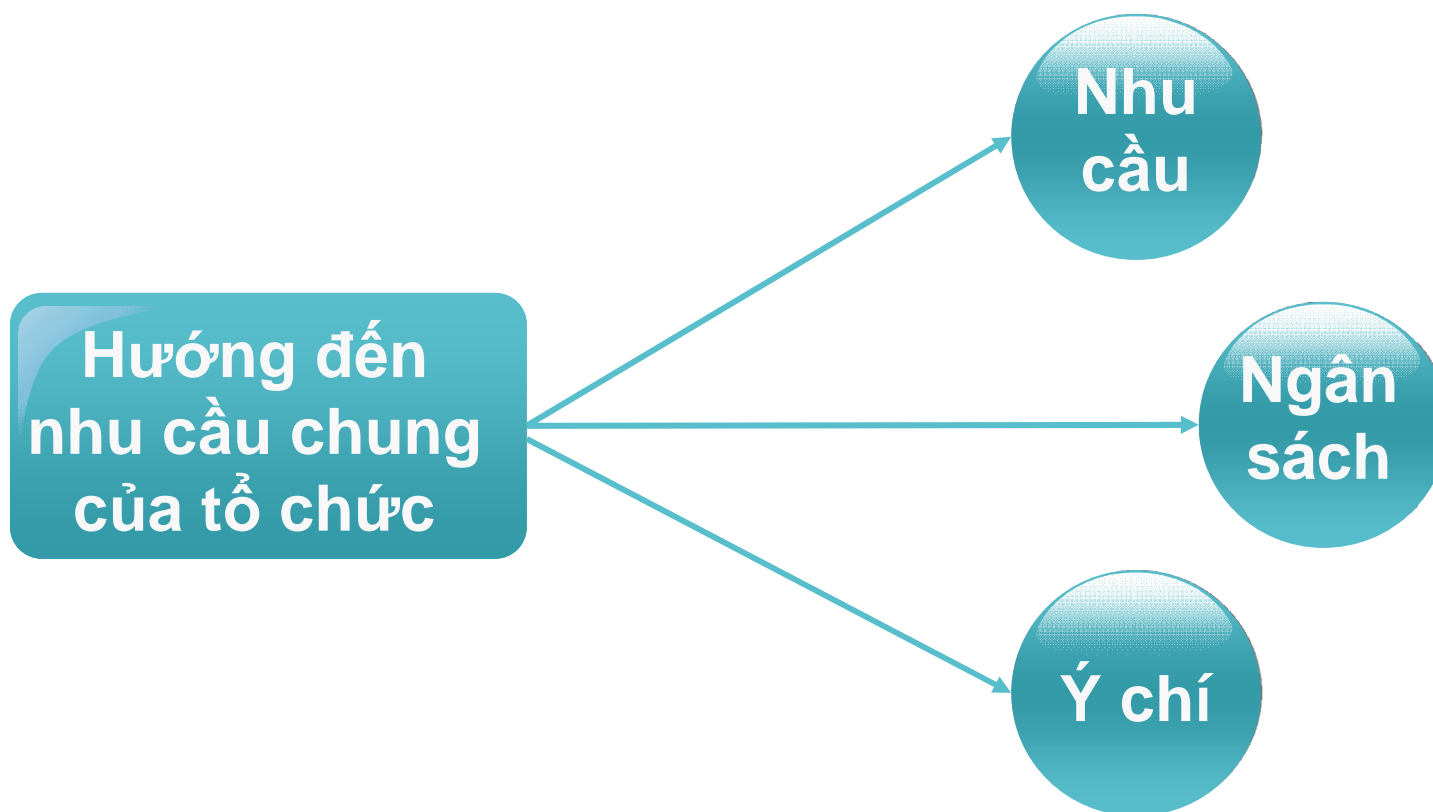 Nhu
cầu
Hướng đến
nhu cầu chung
của tổ chức
Ngân
sách
Ý chí